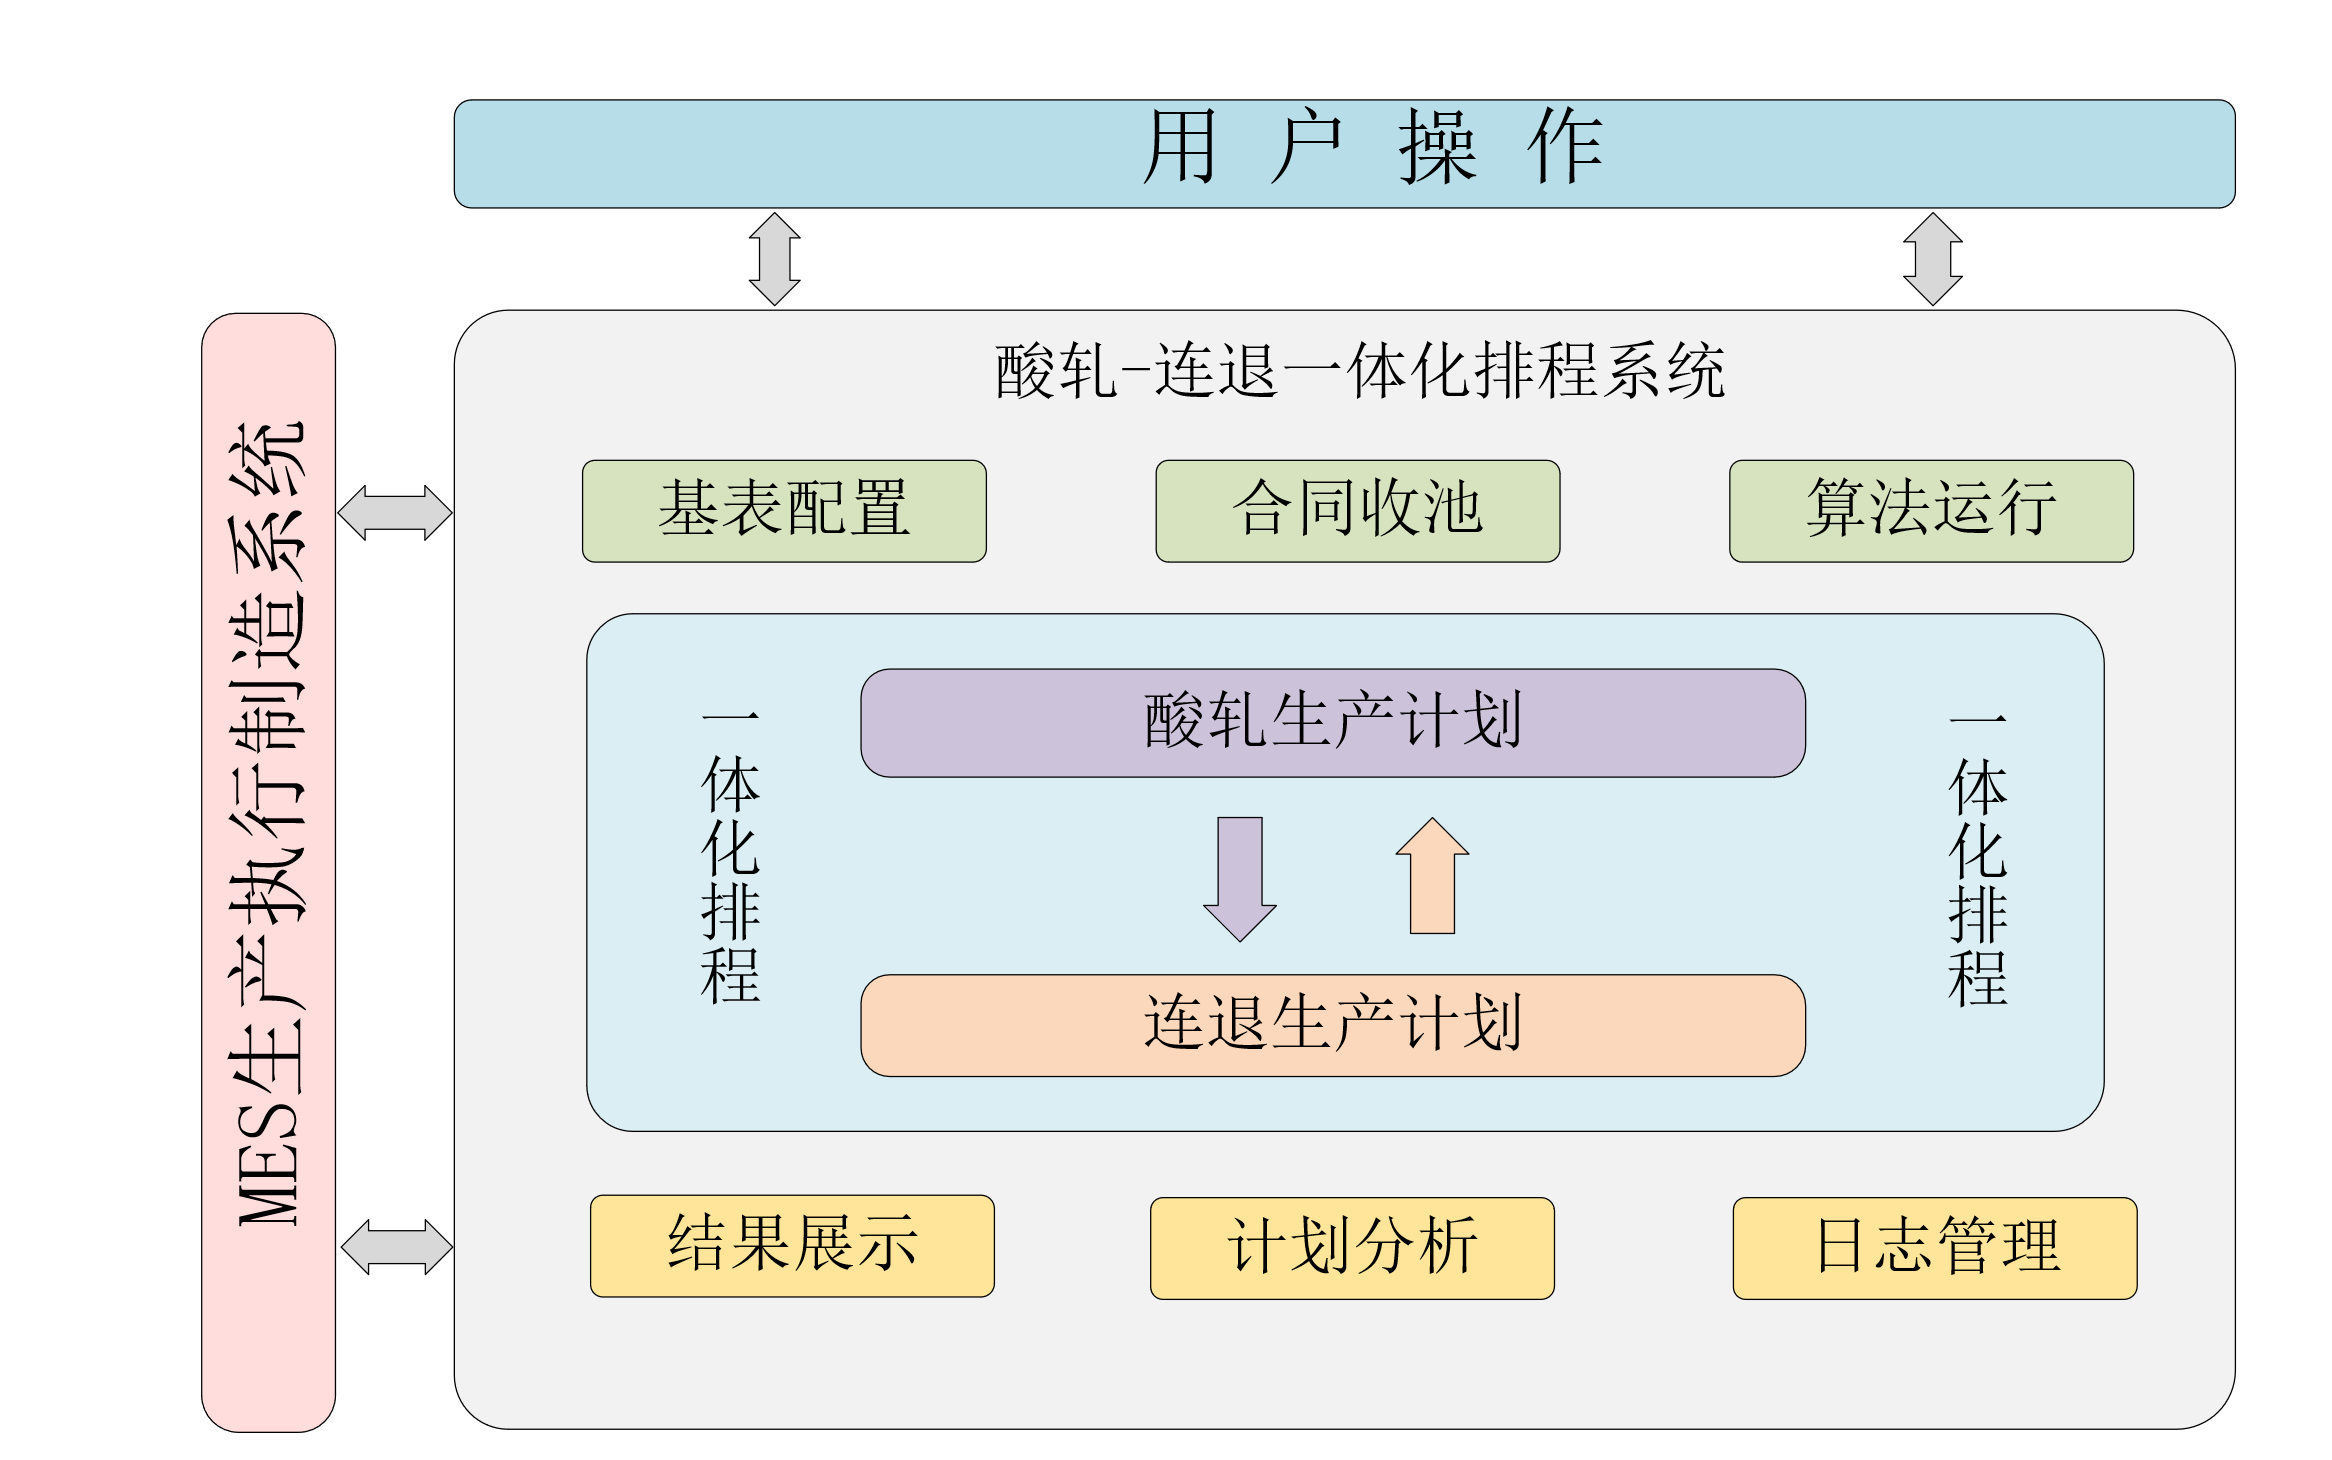 用 户 操 作
MES生产执行制造系统
酸轧-连退一体化排程系统
基表配置
合同收池
算法运行
一体化排程
酸轧生产计划
连退生产计划
一体化排程
结果展示
计划分析
日志管理